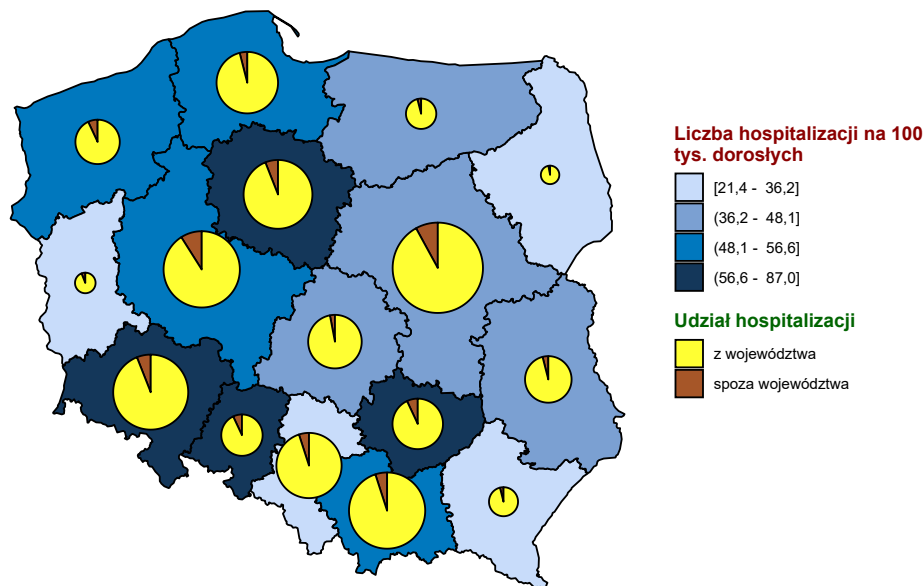 Liczba hospitalizacji na 100
tys. dorosłych
[21,4 - 36,2]
(36,2 - 48,1]
(48,1 - 56,6]
(56,6 - 87,0]
Udział hospitalizacji
z województwa
spoza województwa